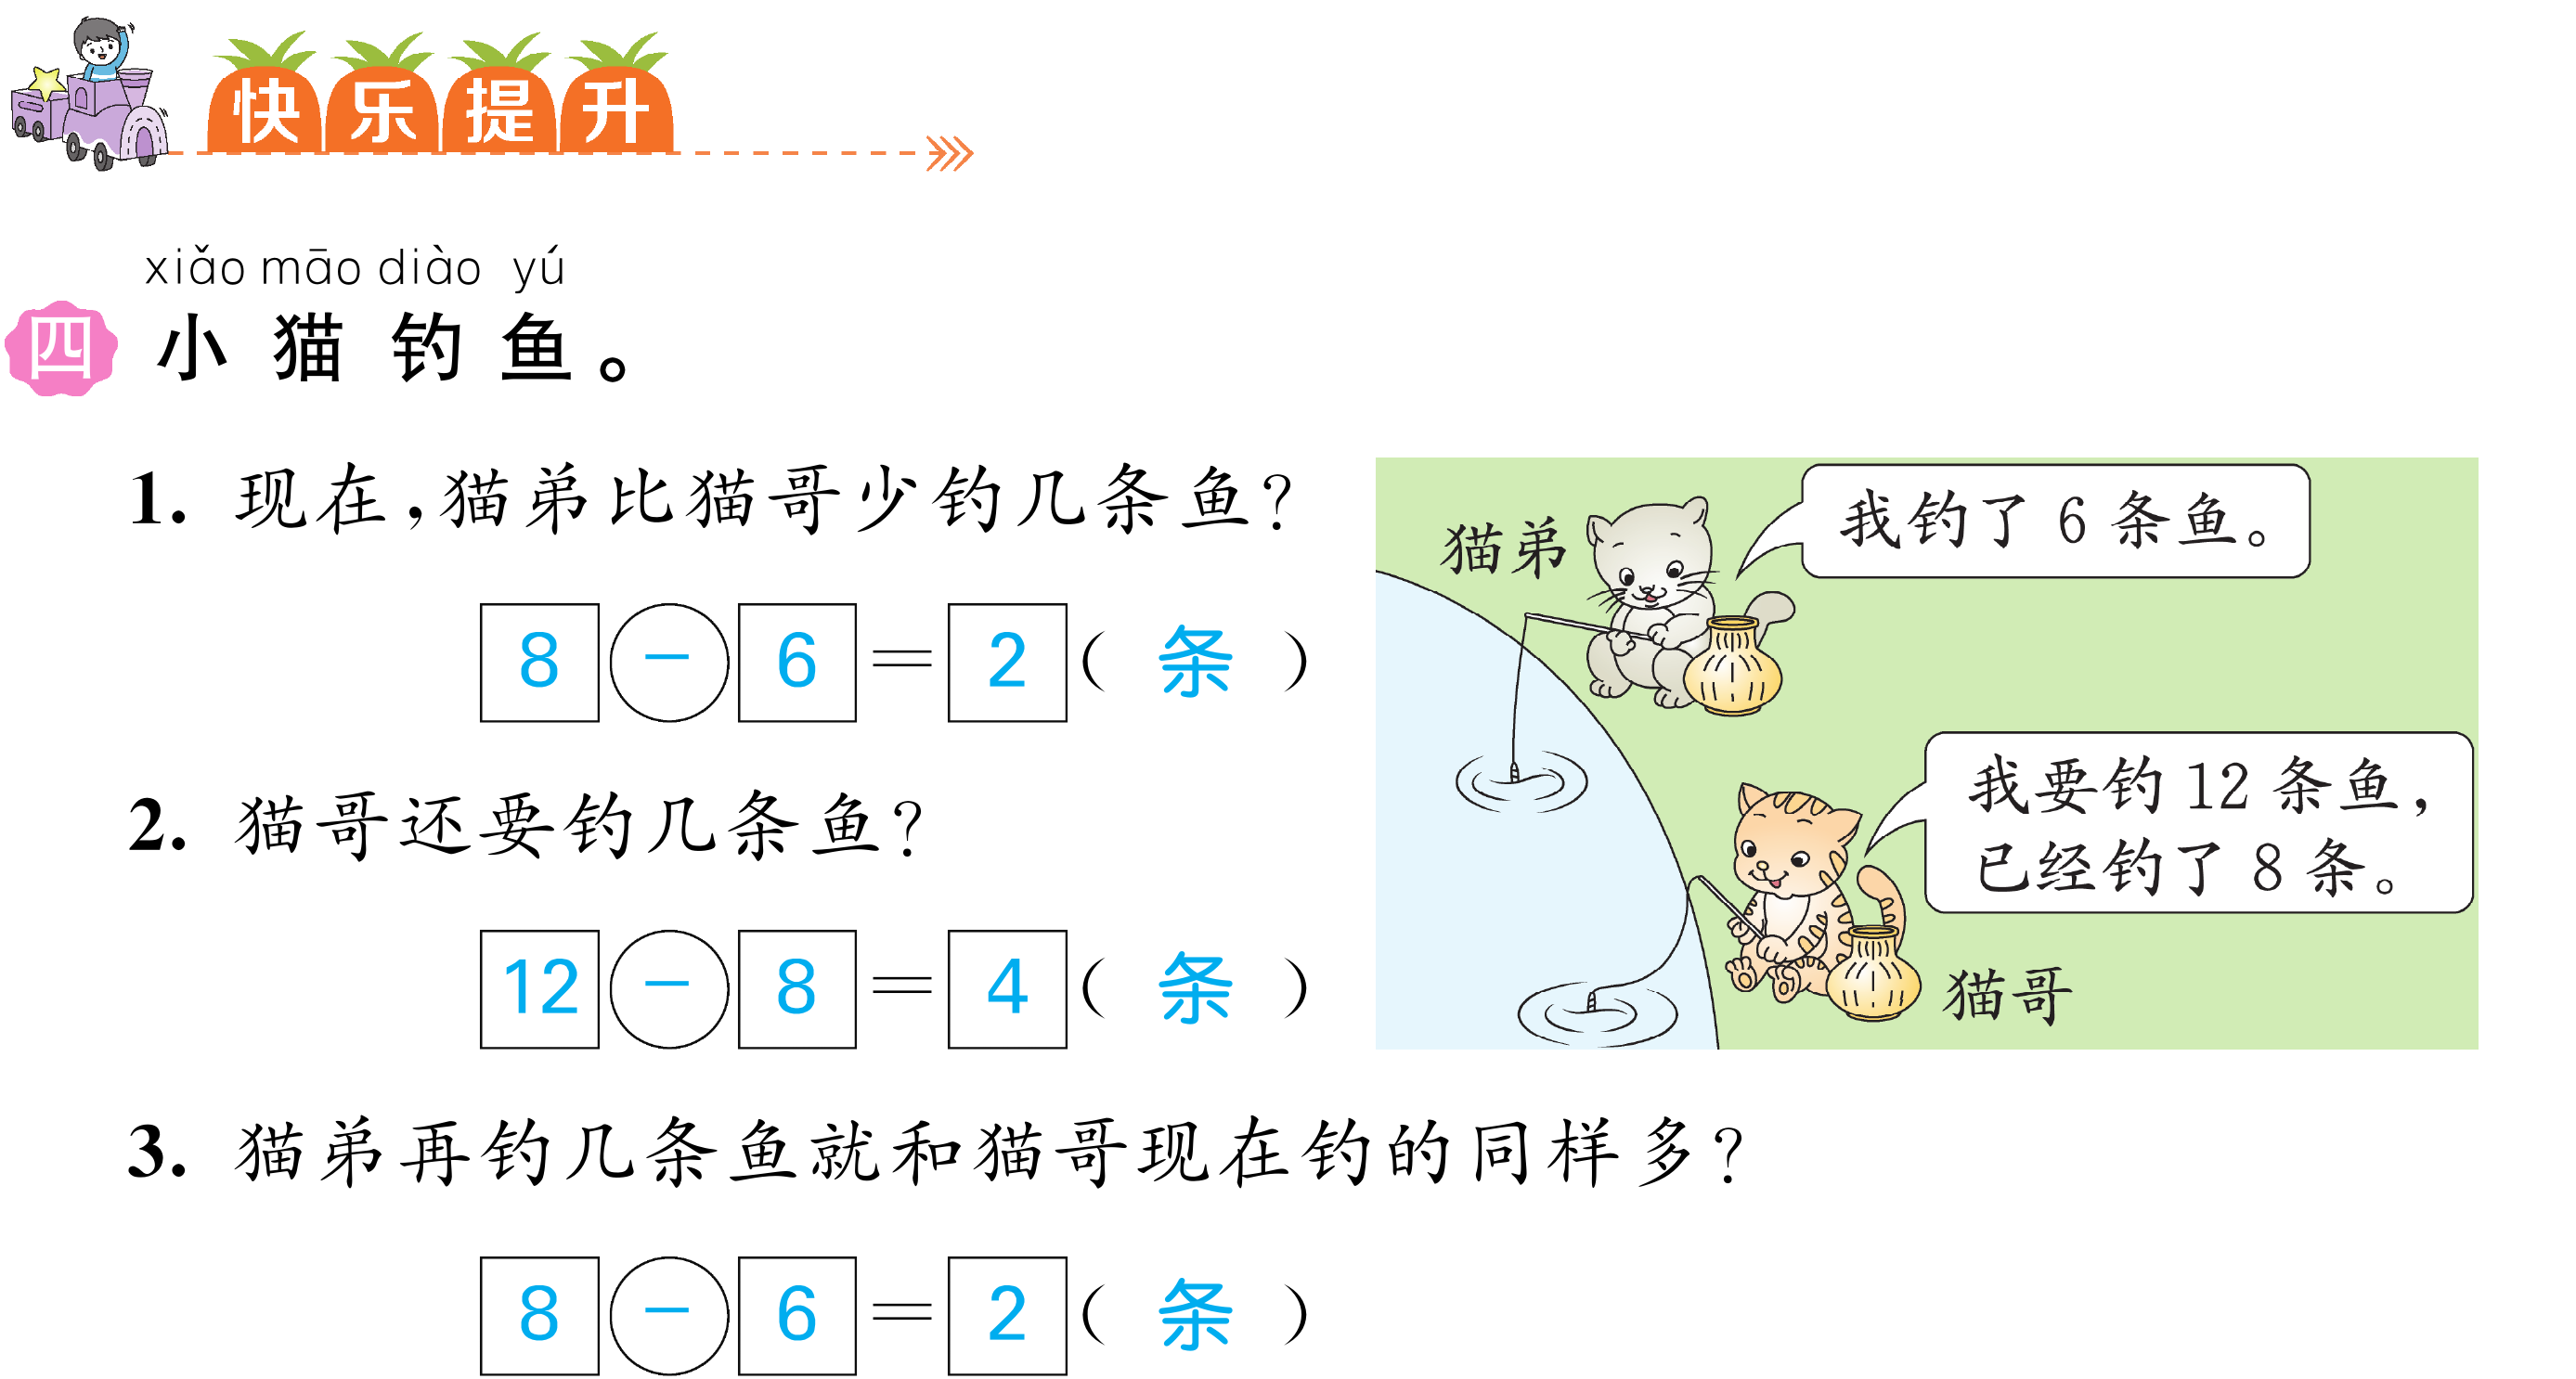 快乐提升
xiǎo māo diào yú
四 小猫钓鱼。
1. 现在,猫弟比猫哥少钓几条鱼?
8 - 6 = 2 ( 条 )
猫弟
我钓了 6 条鱼。
2. 猫哥还要钓几条鱼?
12 - 8 = 4 ( 条 )
我要钓 12 条鱼,
已经钓了 8 条。
猫哥
3. 猫弟再钓几条鱼就和猫哥现在钓的同样多?
8 - 6 = 2 ( 条 )